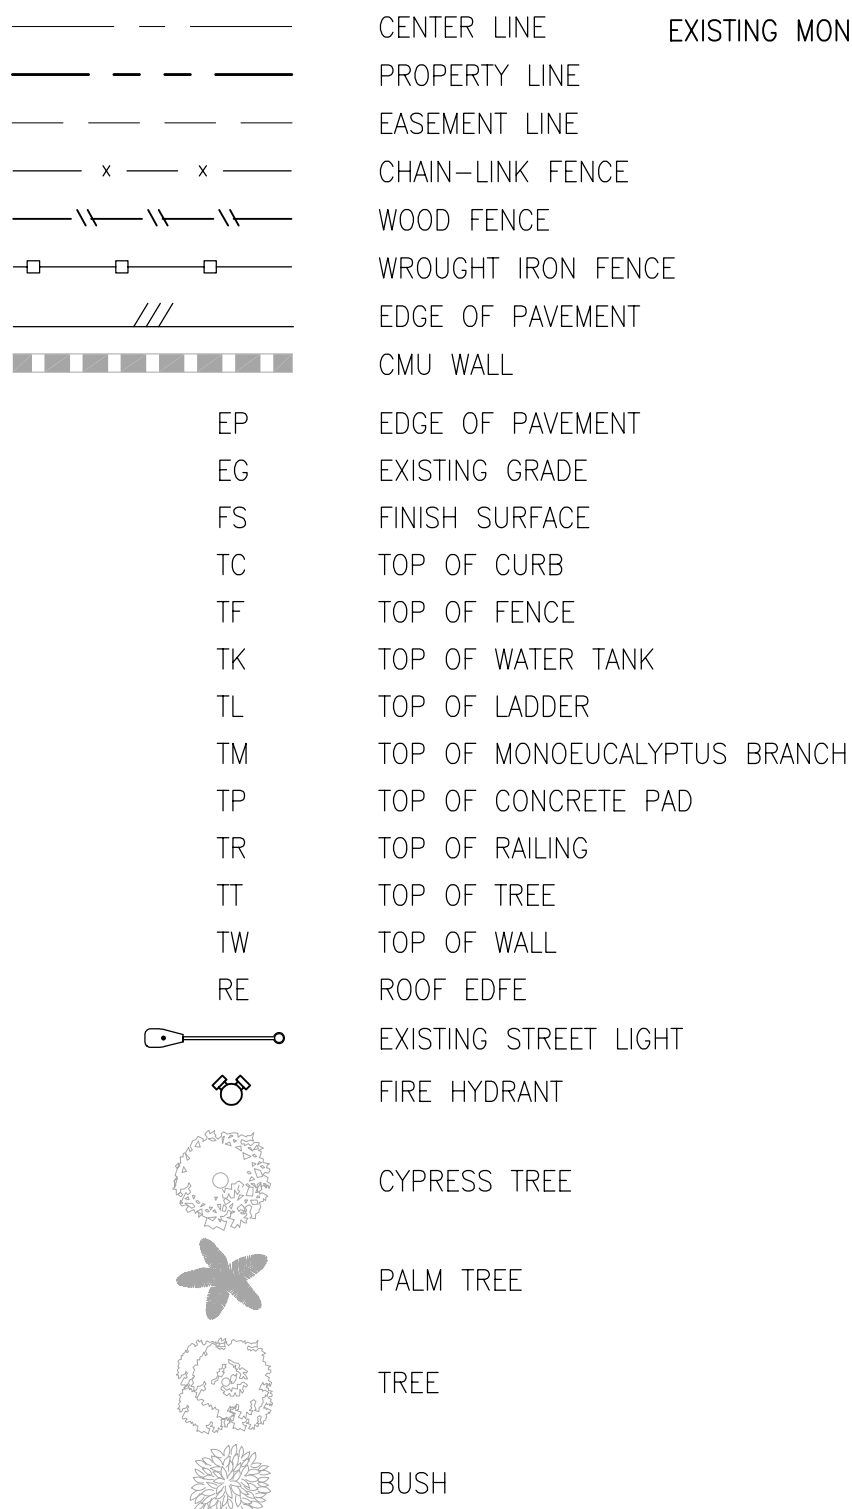 CENTER LINE EXISTING MON
PROPERTY LINE
EASEMENT LINE
x x CHAIN-LINK FENCE
WOOD FENCE
WROUGHT IRON FENCE
EDGE OF PAVEMENT
CMU WALL
EP EDGE OF PAVEMENT
EG EXISTING GRADE
FS FINISH SURFACE
TC TOP OF CURB
TF TOP OF FENCE
TK TOP OF WATER TANK
TL TOP OF LADDER
TM TOP OF MONOEUCALYPTUS BRANCH
TP TOP OF CONCRETE PAD
TR TOP OF RAILING
TT TOP OF TREE
TW TOP OF WALL
RE ROOF EDFE
EXISTING STREET LIGHT
FIRE HYDRANT
CYPRESS TREE
PALM TREE
TREE
BUSH